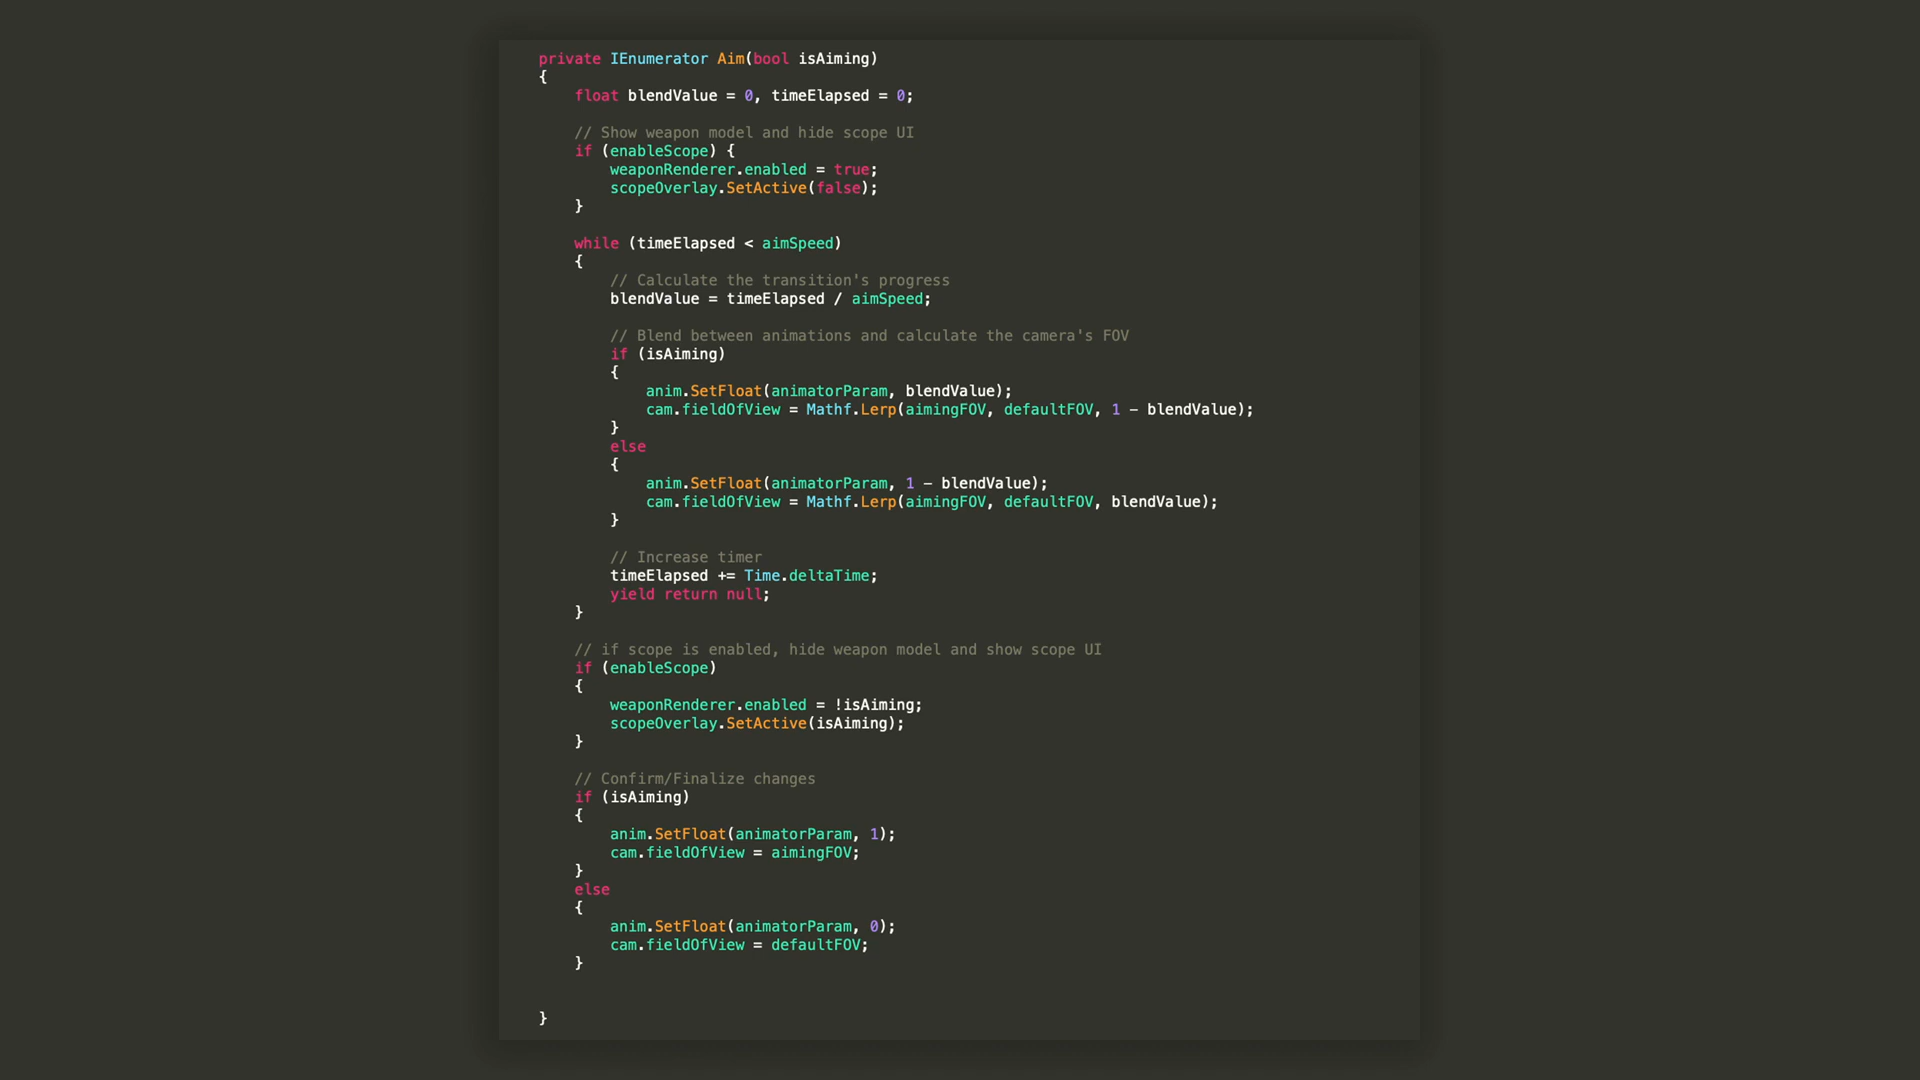 private IEnumerator Aim(bool isAiming)
{
    float blendValue = 0, timeElapsed = 0;

    // Show weapon model and hide scope UI
    if (enableScope) {
        weaponRenderer.enabled = true;
        scopeOverlay.SetActive(false);
    }

    while (timeElapsed < aimSpeed)
    {
        // Calculate the transition's progress
        blendValue = timeElapsed / aimSpeed;

        // Blend between animations and calculate the camera's FOV
        if (isAiming)
        {
            anim.SetFloat(animatorParam, blendValue);
            cam.fieldOfView = Mathf.Lerp(aimingFOV, defaultFOV, 1 - blendValue);
        }
        else
        {
            anim.SetFloat(animatorParam, 1 - blendValue);
            cam.fieldOfView = Mathf.Lerp(aimingFOV, defaultFOV, blendValue);
        }

        // Increase timer
        timeElapsed += Time.deltaTime;
        yield return null;
    }

    // if scope is enabled, hide weapon model and show scope UI
    if (enableScope)
    {
        weaponRenderer.enabled = !isAiming;
        scopeOverlay.SetActive(isAiming);
    }

    // Confirm/Finalize changes
    if (isAiming)
    {
        anim.SetFloat(animatorParam, 1);
        cam.fieldOfView = aimingFOV;
    }
    else
    {
        anim.SetFloat(animatorParam, 0);
        cam.fieldOfView = defaultFOV;
    }


}